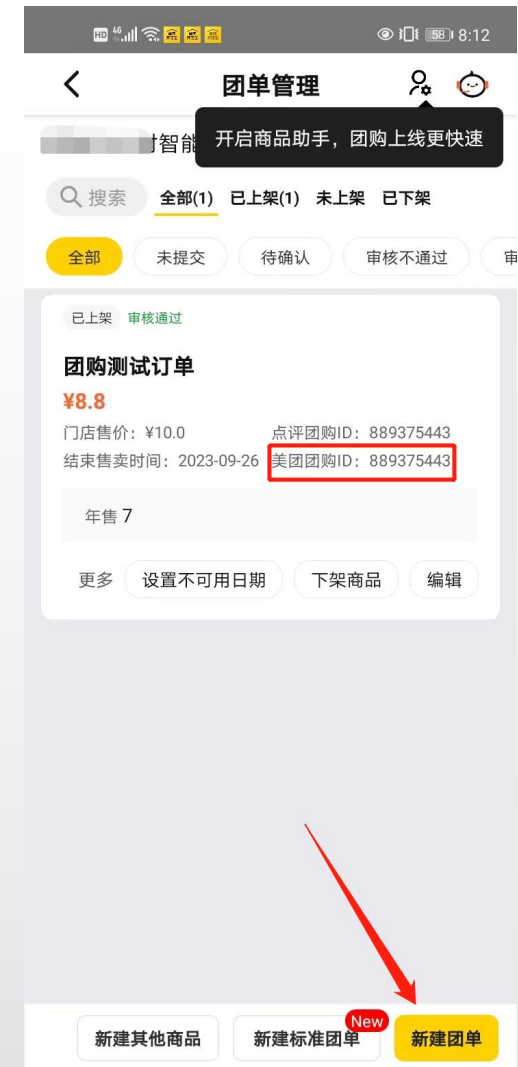 HD 46 58 8:12
团单管理
开启商品助手，团购上线更快速
村智能
搜索 全部(1) 已上架(1) 未上架 已下架
全部 未提交 待确认 审核不通过 审
已上架 审核通过
团购测试订单
¥8.8
门店售价：¥10.0 点评团购ID：889375443
结束售卖时间：2023-09-26 美团团购ID：889375443
年售 7
更多 设置不可用日期 下架商品 编辑
New
新建其他商品 新建标准团单 新建团单